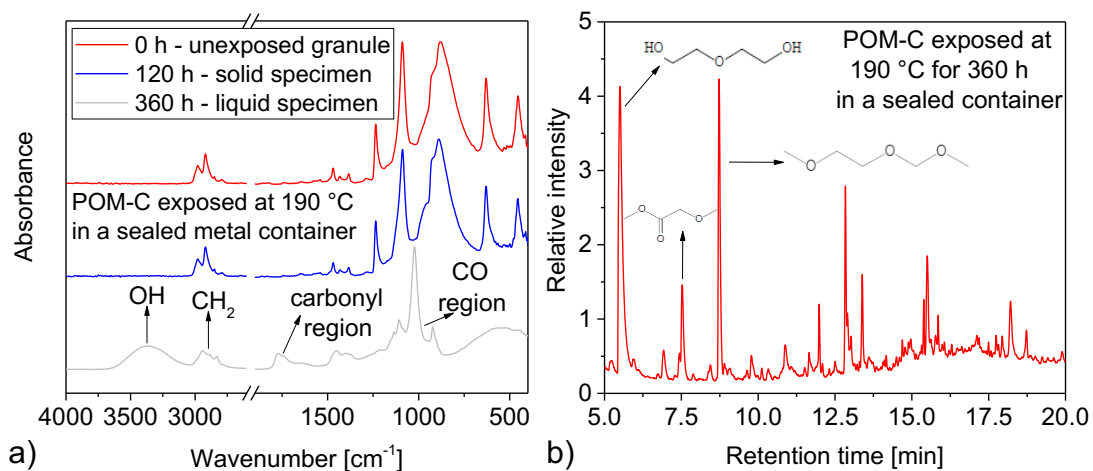 0 h - unexposed granule
120 h - solid specimen
360 h - liquid specimen
POM-C exposed at 190 °C
in a sealed metal container
OH
CH2
carbonyl
region
CO
region
Absorbance
4000 3000 1500 1000 500
Wavenumber [cm-1]
a)
HO O OH
POM-C exposed at
190 °C for 360 h
in a sealed container
O O O
O O
O
Relative intensity
5
4
3
2
1
0
5.0 7.5 10.0 12.5 15.0 17.5 20.0
Retention time [min]
b)